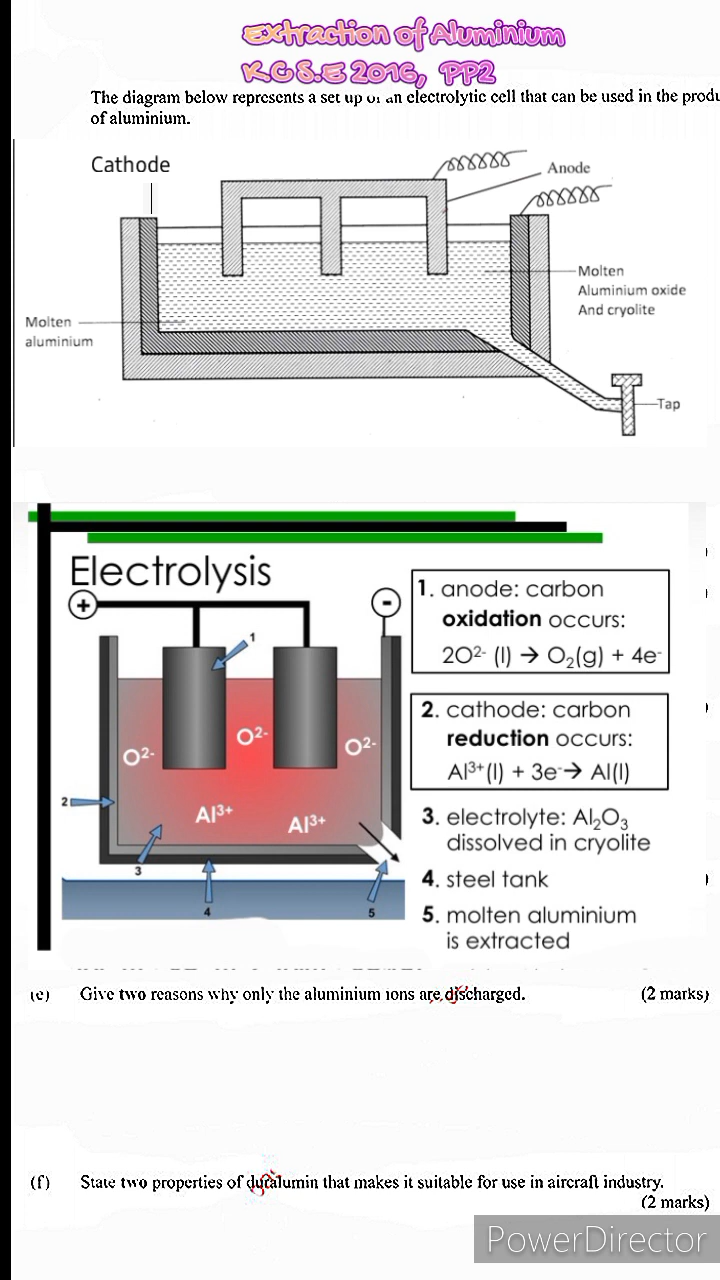 Extraction of Aluminium
K.C.S.E 2016, PP2
The diagram below represents a set up of an electrolytic cell that can be used in the produ
of aluminium.
Cathode
Anode
Molten
Aluminium oxide
And cryolite
Molten
aluminium
Tap
Electrolysis
+
-
1
O2-
O2-
O2-
2
Al3+
Al3+
3
4
5
1. anode: carbon
oxidation occurs:
2O2- (l) → O2(g) + 4e-
2. cathode: carbon
reduction occurs:
Al3+(l) + 3e-→ Al(l)
3. electrolyte: Al2O3
dissolved in cryolite
4. steel tank
5. molten aluminium
is extracted
(e) Give two reasons why only the aluminium ions are discharged. (2 marks)
(f) State two properties of duralumin that makes it suitable for use in aircraft industry.
(2 marks)
PowerDirector